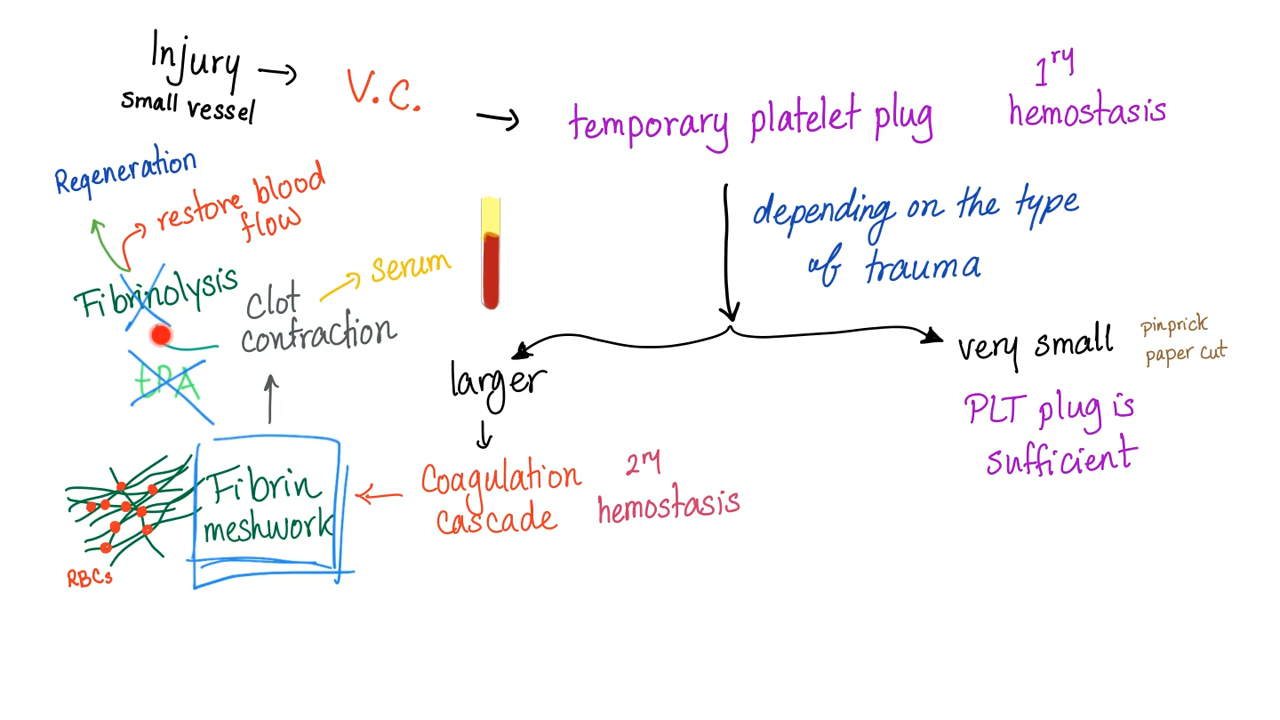 Injury
small vessel
V.C.
temporary platelet plug
1ry
hemostasis
Regeneration
restore blood
flow
Fibrinolysis
tPA
Clot
contraction
serum
depending on the type
of trauma
larger
very small
pinprick
paper cut
PLT plug is
sufficient
Coagulation
cascade
2ry
hemostasis
Fibrin
meshwork
RBCs